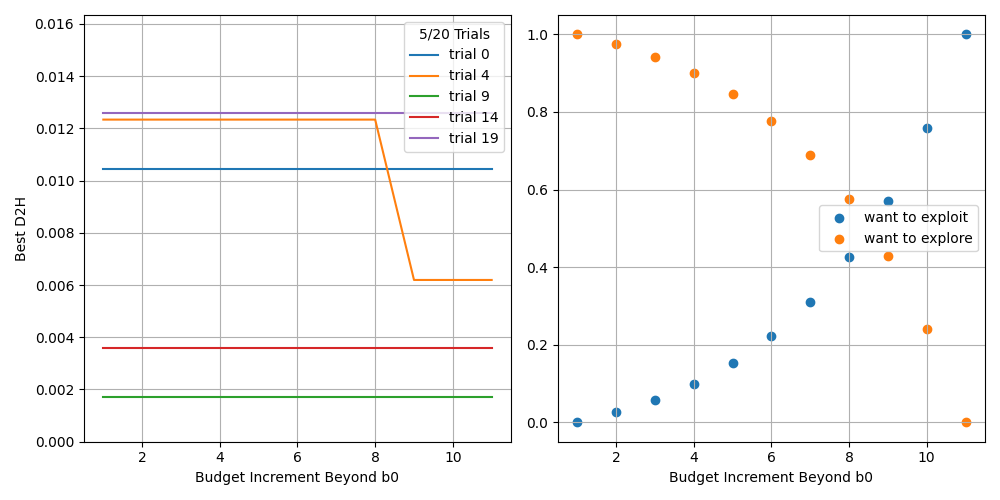 5/20 Trials
trial 0
trial 4
trial 9
trial 14
trial 19
0.016
0.014
0.012
0.010
0.008
0.006
0.004
0.002
0.000
Best D2H
2 4 6 8 10
Budget Increment Beyond b0
want to exploit
want to explore
1.0
0.8
0.6
0.4
0.2
0.0
2 4 6 8 10
Budget Increment Beyond b0